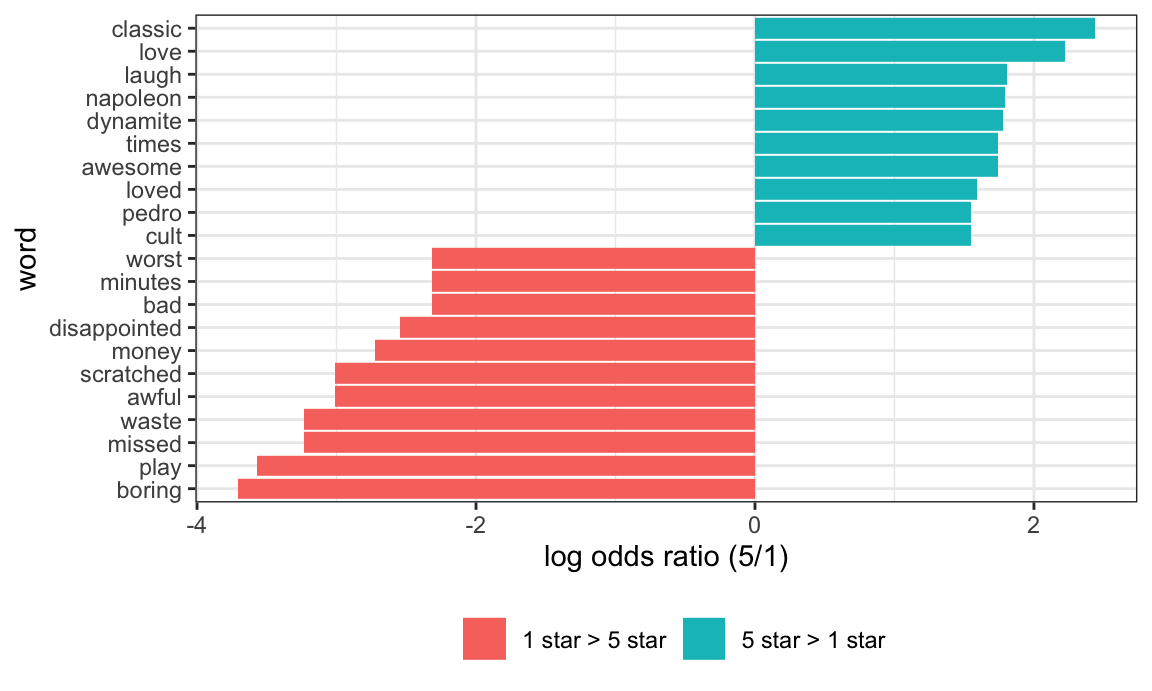 classic
love
laugh
napoleon
dynamite
times
awesome
loved
pedro
cult
worst
minutes
bad
disappointed
money
scratched
awful
waste
missed
play
boring
word
-4 -2 0 2
log odds ratio (5/1)
1 star > 5 star 5 star > 1 star